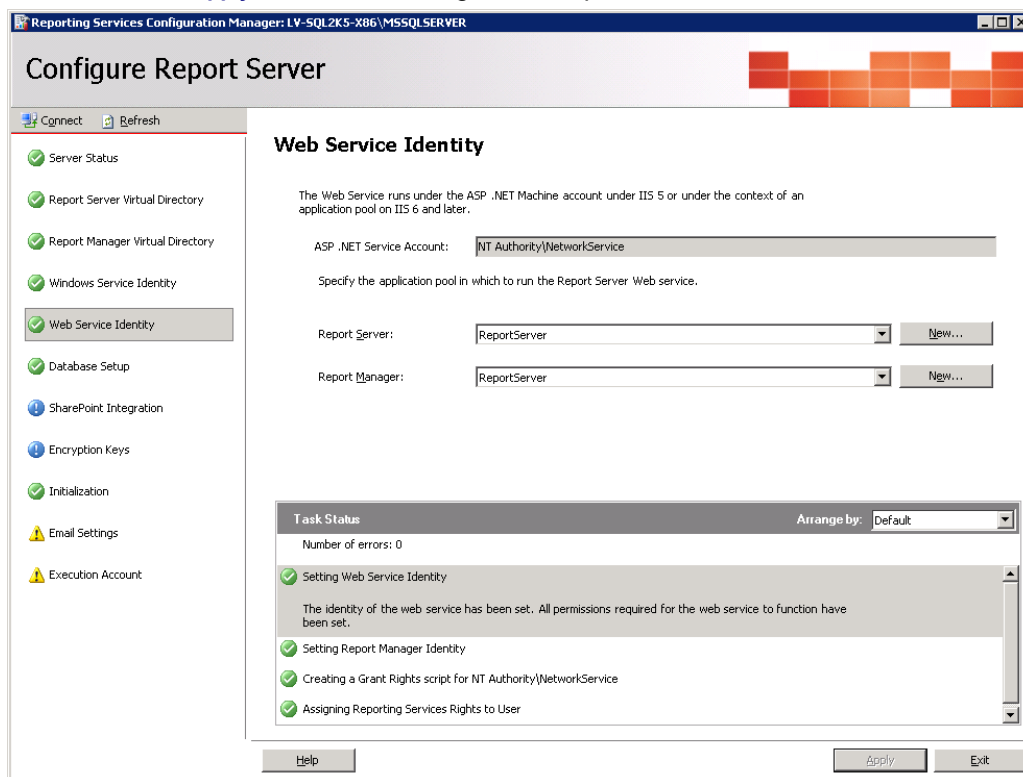 Reporting Services Configuration Manager: LV-SQL2K5-X86\MSSQLSERVER
Configure Report Server
Connect Refresh
Server Status
Report Server Virtual Directory
Report Manager Virtual Directory
Windows Service Identity
Web Service Identity
Database Setup
SharePoint Integration
Encryption Keys
Initialization
Email Settings
Execution Account
Web Service Identity
The Web Service runs under the ASP .NET Machine account under IIS 5 or under the context of an
application pool on IIS 6 and later.
ASP .NET Service Account: NT Authority\NetworkService
Specify the application pool in which to run the Report Server Web service.
Report Server: ReportServer New...
Report Manager: ReportServer New...
Task Status Arrange by: Default
Number of errors: 0
Setting Web Service Identity
The identity of the web service has been set. All permissions required for the web service to function have
been set.
Setting Report Manager Identity
Creating a Grant Rights script for NT Authority\NetworkService
Assigning Reporting Services Rights to User
Help Apply Exit